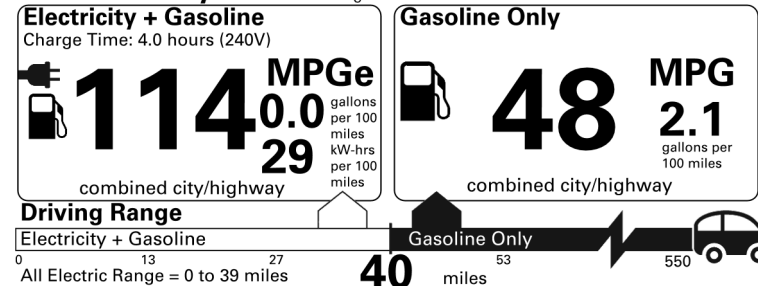 Electricity + Gasoline
Charge Time: 4.0 hours (240V)
114 MPGe
0.0 gallons per 100 miles
29 kW-hrs per 100 miles
combined city/highway
Gasoline Only
48 MPG
2.1
gallons per
100 miles
combined city/highway
Driving Range
Electricity + Gasoline
Gasoline Only
0 13 27 40 53 550
All Electric Range = 0 to 39 miles
miles